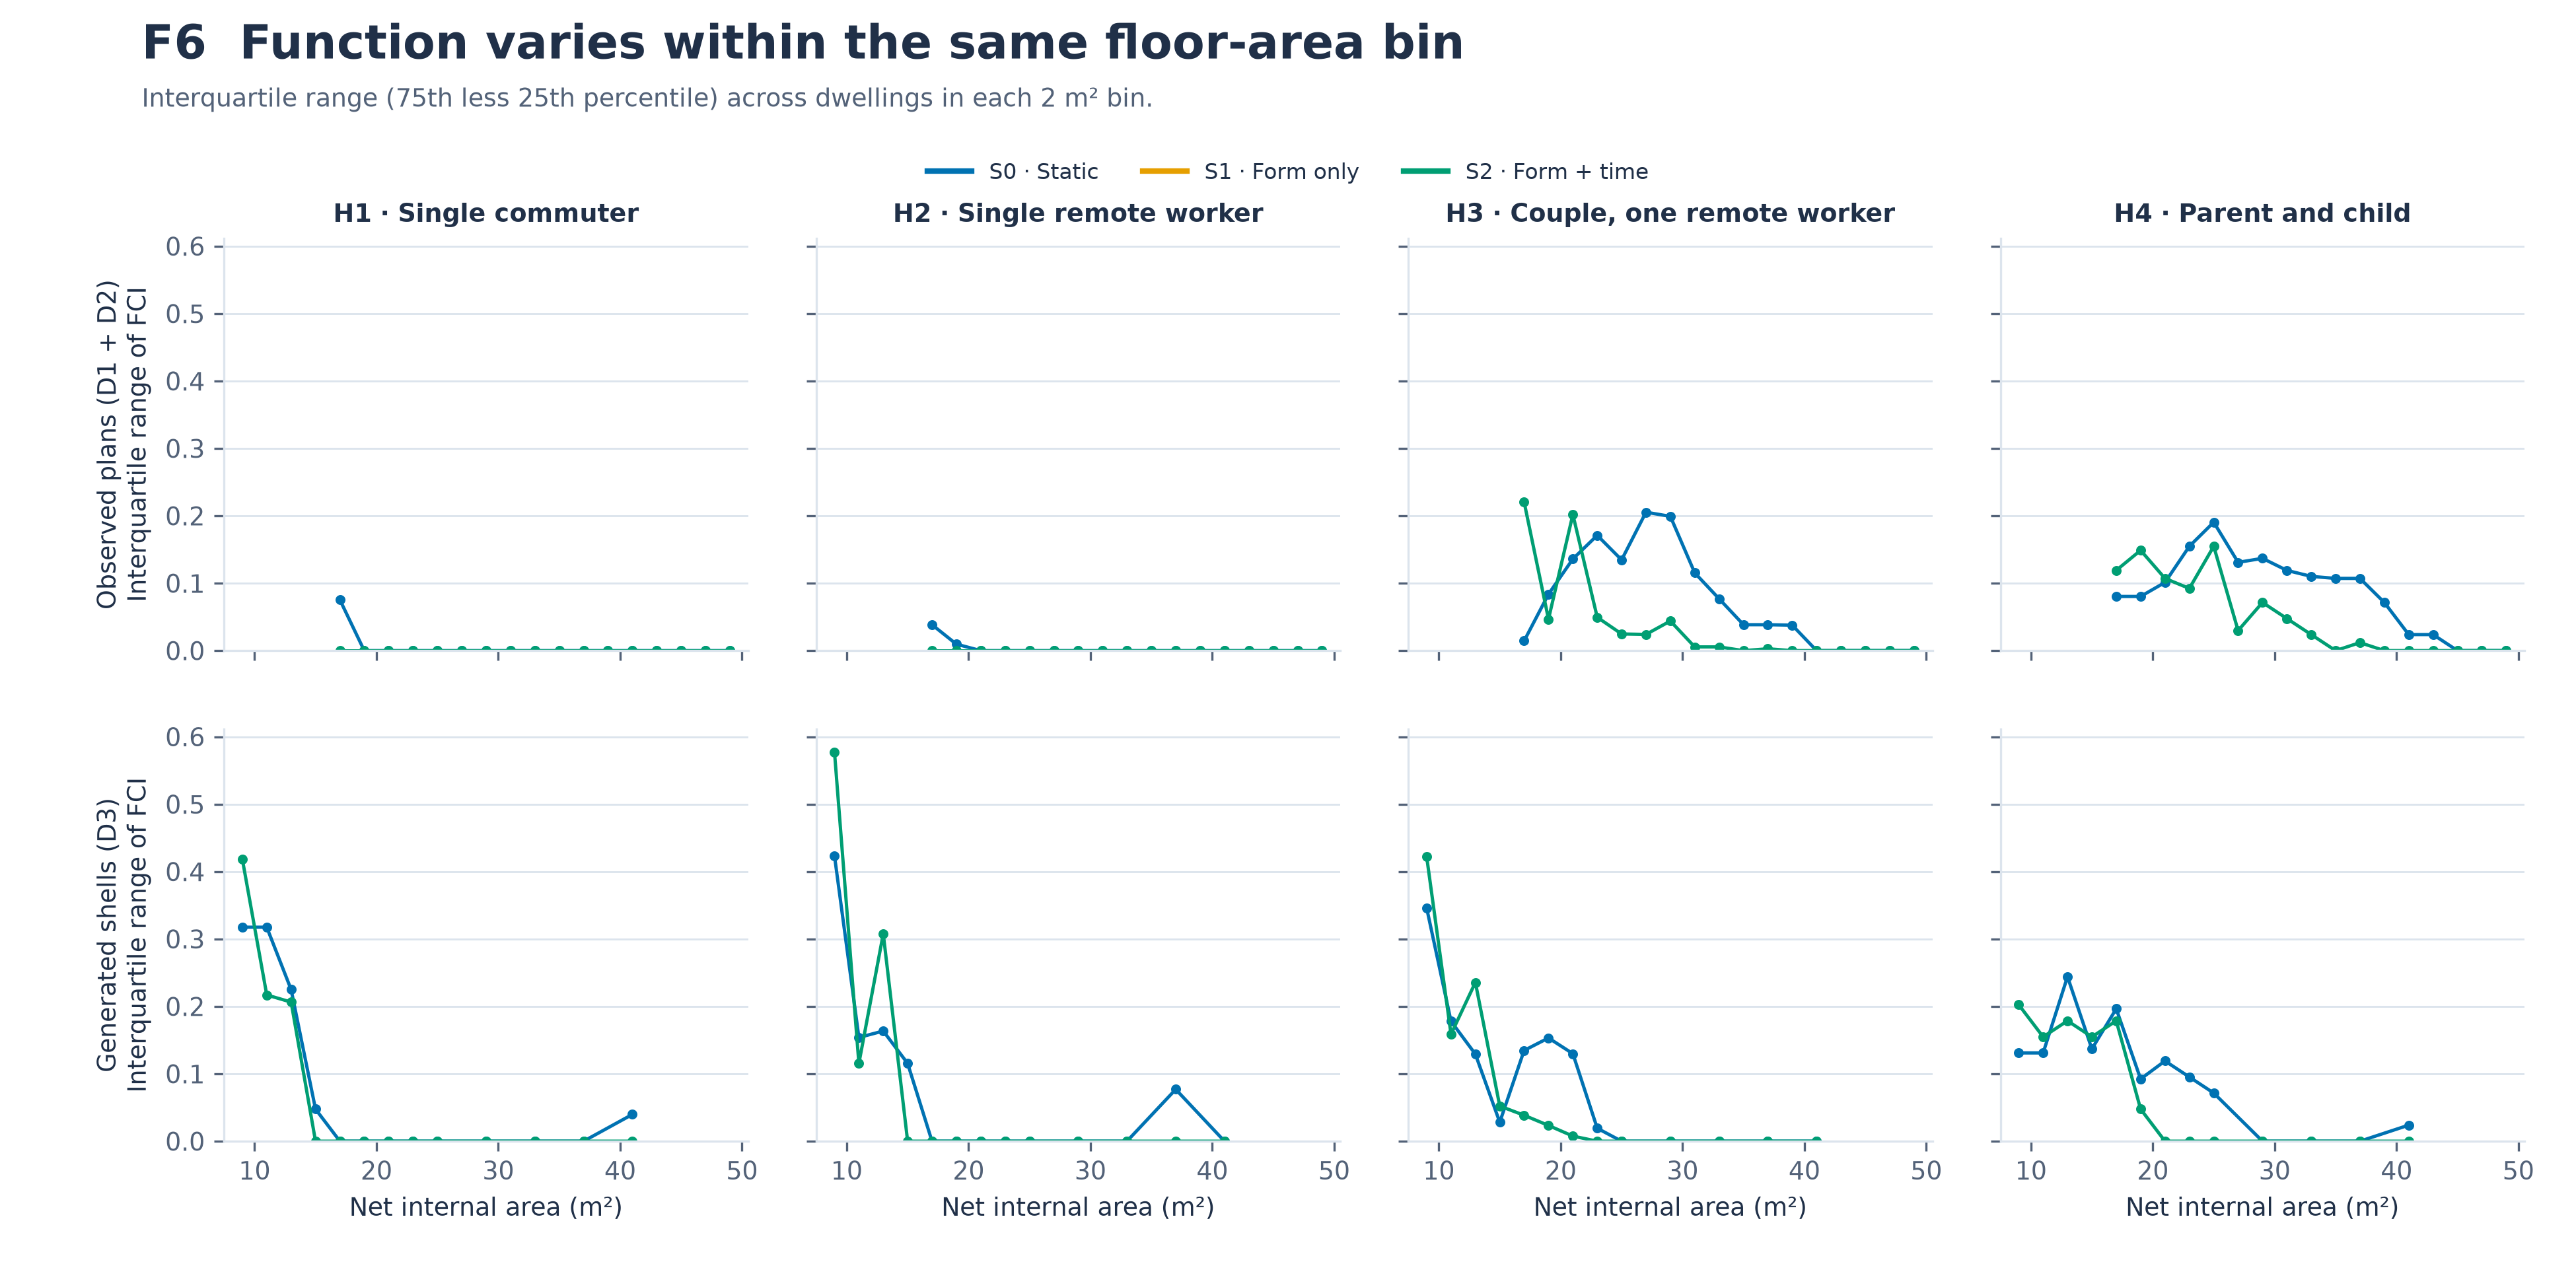 F6  Function varies within the same floor-area bin
Interquartile range (75th less 25th percentile) across dwellings in each 2 m² bin.
S0 · Static
S1 · Form only
S2 · Form + time
H1 · Single commuter
H2 · Single remote worker
H3 · Couple, one remote worker
H4 · Parent and child
Observed plans (D1 + D2)
Interquartile range of FCI
0.6
0.5
0.4
0.3
0.2
0.1
0.0
Generated shells (D3)
Interquartile range of FCI
0.6
0.5
0.4
0.3
0.2
0.1
0.0
10 20 30 40 50
10 20 30 40 50
10 20 30 40 50
10 20 30 40 50
Net internal area (m²)
Net internal area (m²)
Net internal area (m²)
Net internal area (m²)